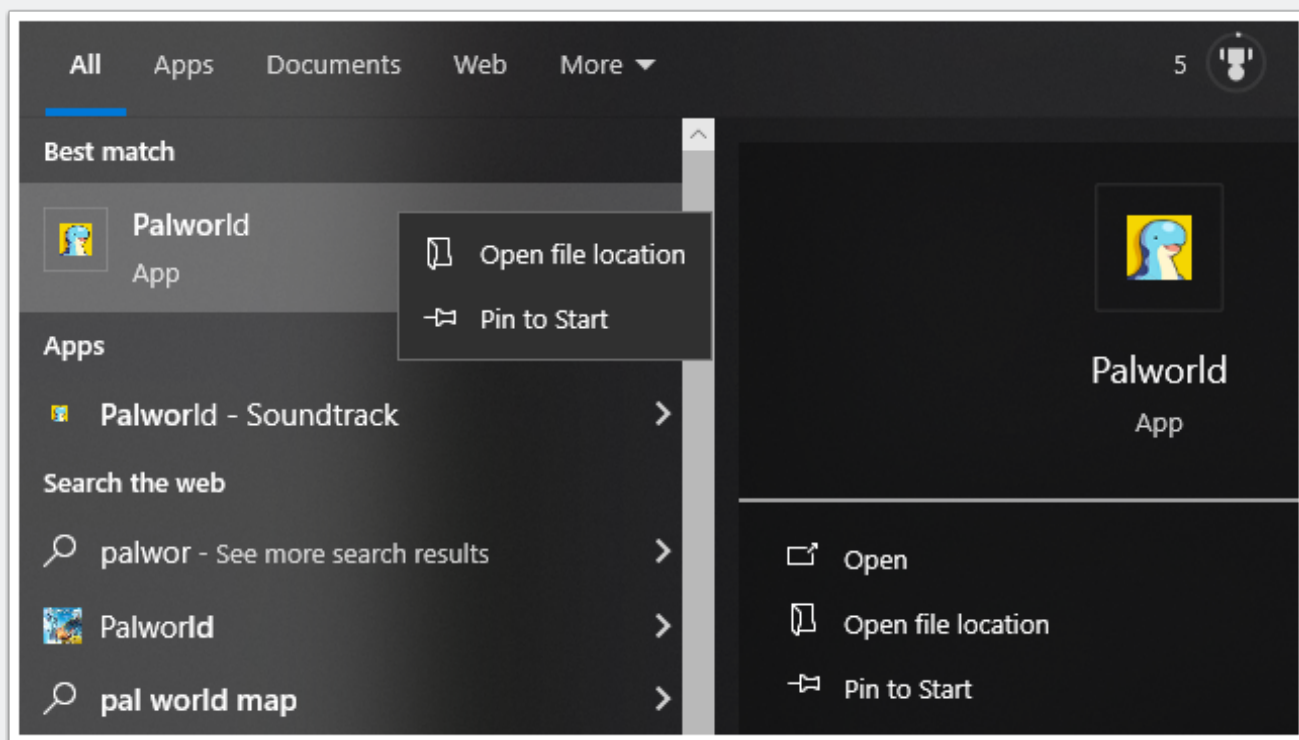 All Apps Documents Web More 5
Best match
Palworld
App
Open file location
Pin to Start
Apps
Palworld - Soundtrack
Search the web
palwor - See more search results
Palworld
pal world map
Palworld
App
Open
Open file location
Pin to Start